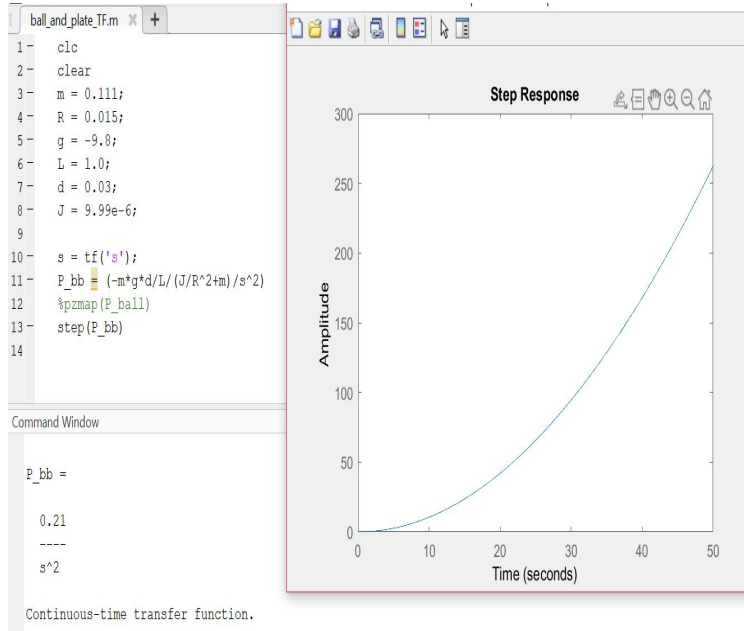 ball_and_plate_TF.m
1 clc
2 clear
3 m = 0.111;
4 R = 0.015;
5 g = -9.8;
6 L = 1.0;
7 d = 0.03;
8 J = 9.99e-6;
9
10 s = tf('s');
11 P_bb = (-m*g*d/L/(J/R^2+m)/s^2)
12 %pzmap(P_ball)
13 step(P_bb)
14
Command Window
P_bb =
0.21
----
s^2
Continuous-time transfer function.
Step Response
300
250
200
150
100
50
0
Amplitude
0 10 20 30 40 50
Time (seconds)